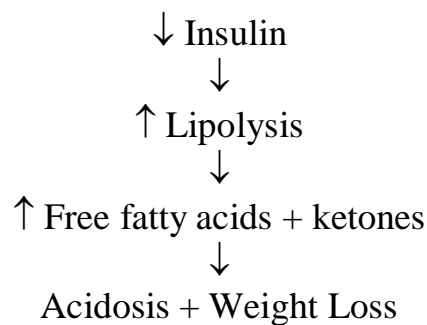 ↓ Insulin
↓
↑ Lipolysis
↓
↑ Free fatty acids + ketones
↓
Acidosis + Weight Loss